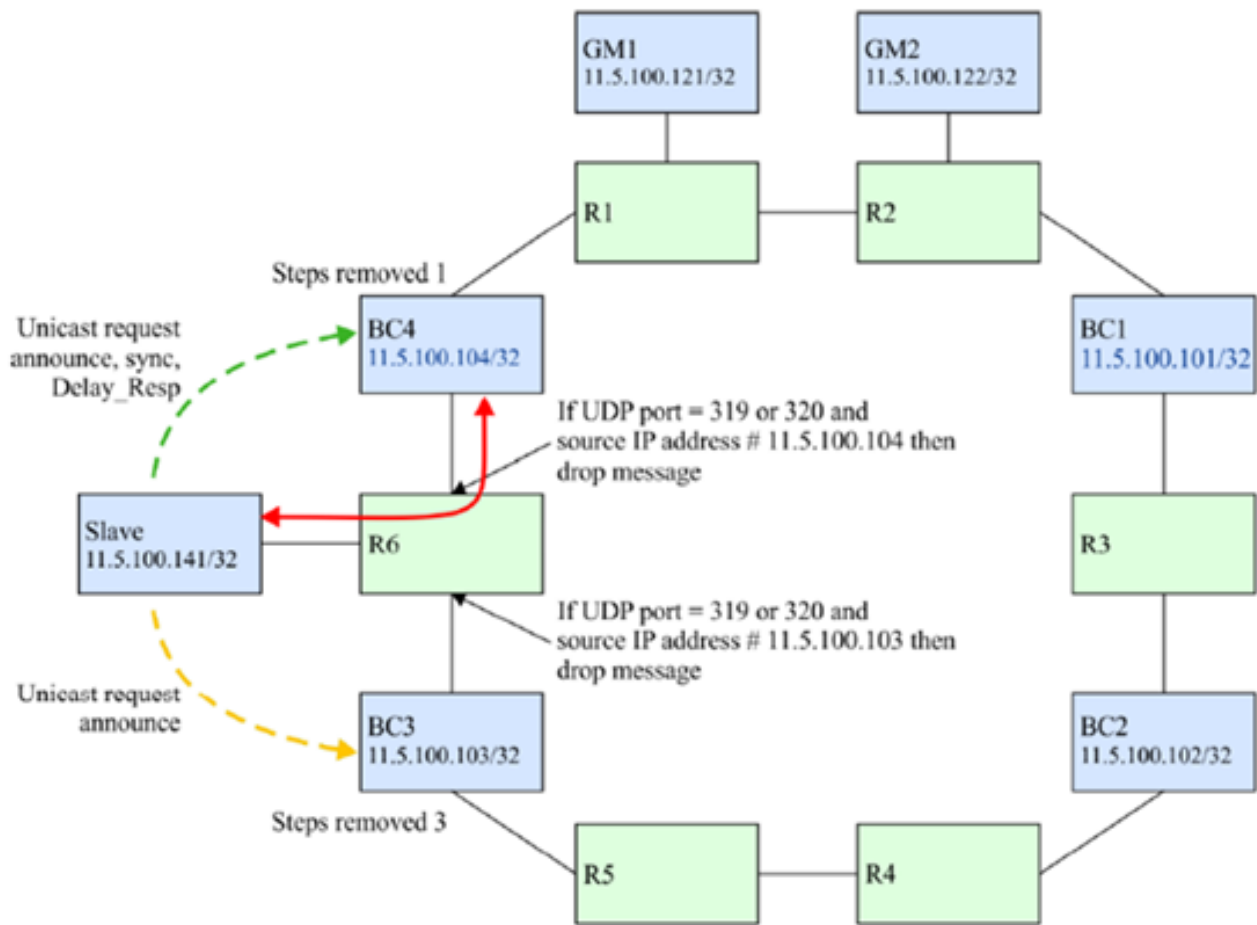 GM1
11.5.100.121/32
GM2
11.5.100.122/32
R1
R2
Steps removed 1
Unicast request
announce, sync,
Delay_Resp
BC4
11.5.100.104/32
BC1
11.5.100.101/32
If UDP port = 319 or 320 and
source IP address # 11.5.100.104 then
drop message
Slave
11.5.100.141/32
R6
R3
If UDP port = 319 or 320 and
source IP address # 11.5.100.103 then
drop message
Unicast request
announce
BC3
11.5.100.103/32
BC2
11.5.100.102/32
Steps removed 3
R5
R4